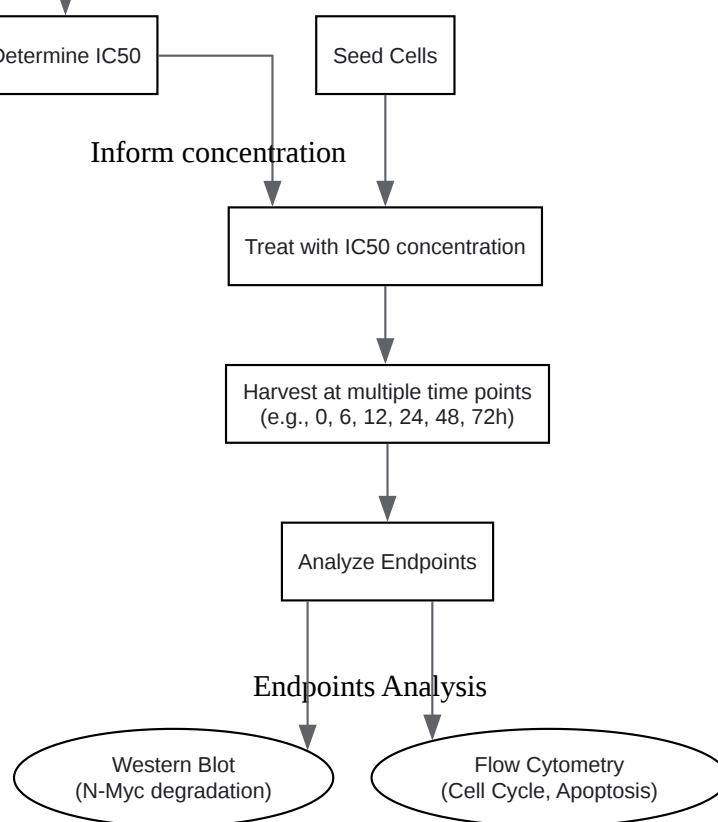 Determine IC50
Seed Cells
Inform concentration
Treat with IC50 concentration
Harvest at multiple time points
(e.g., 0, 6, 12, 24, 48, 72h)
Analyze Endpoints
Endpoints Analysis
Western Blot
(N-Myc degradation)
Flow Cytometry
(Cell Cycle, Apoptosis)